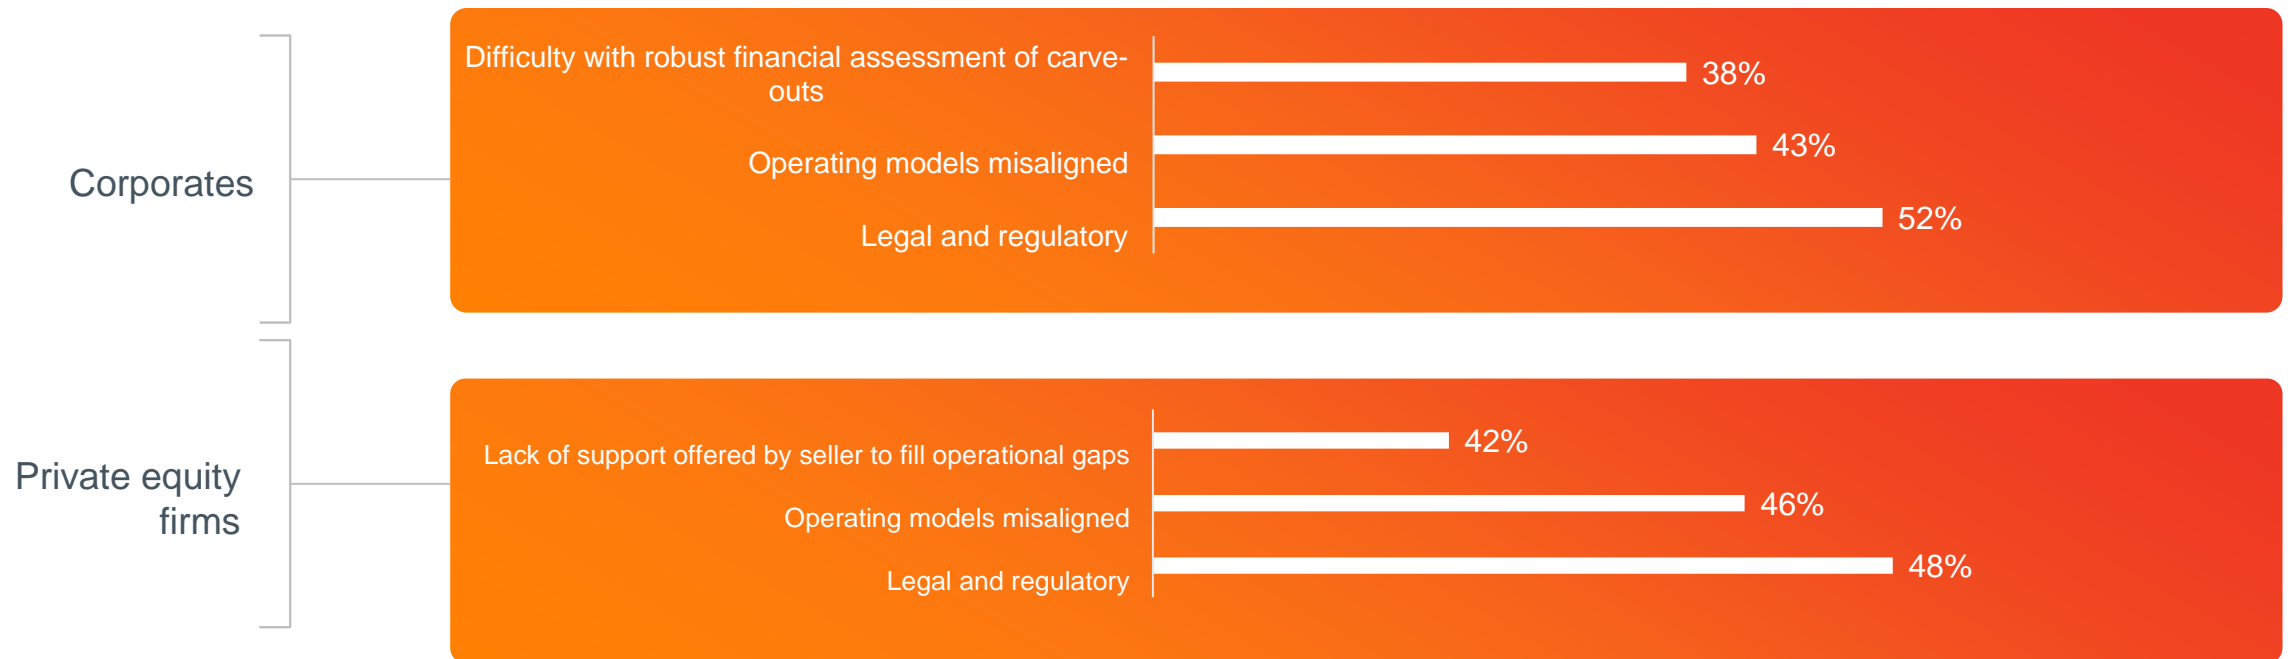 Corporates
Difficulty with robust financial assessment of carve-
outs
38%
Operating models misaligned
43%
Legal and regulatory
52%
Private equity
firms
Lack of support offered by seller to fill operational gaps
42%
Operating models misaligned
46%
Legal and regulatory
48%